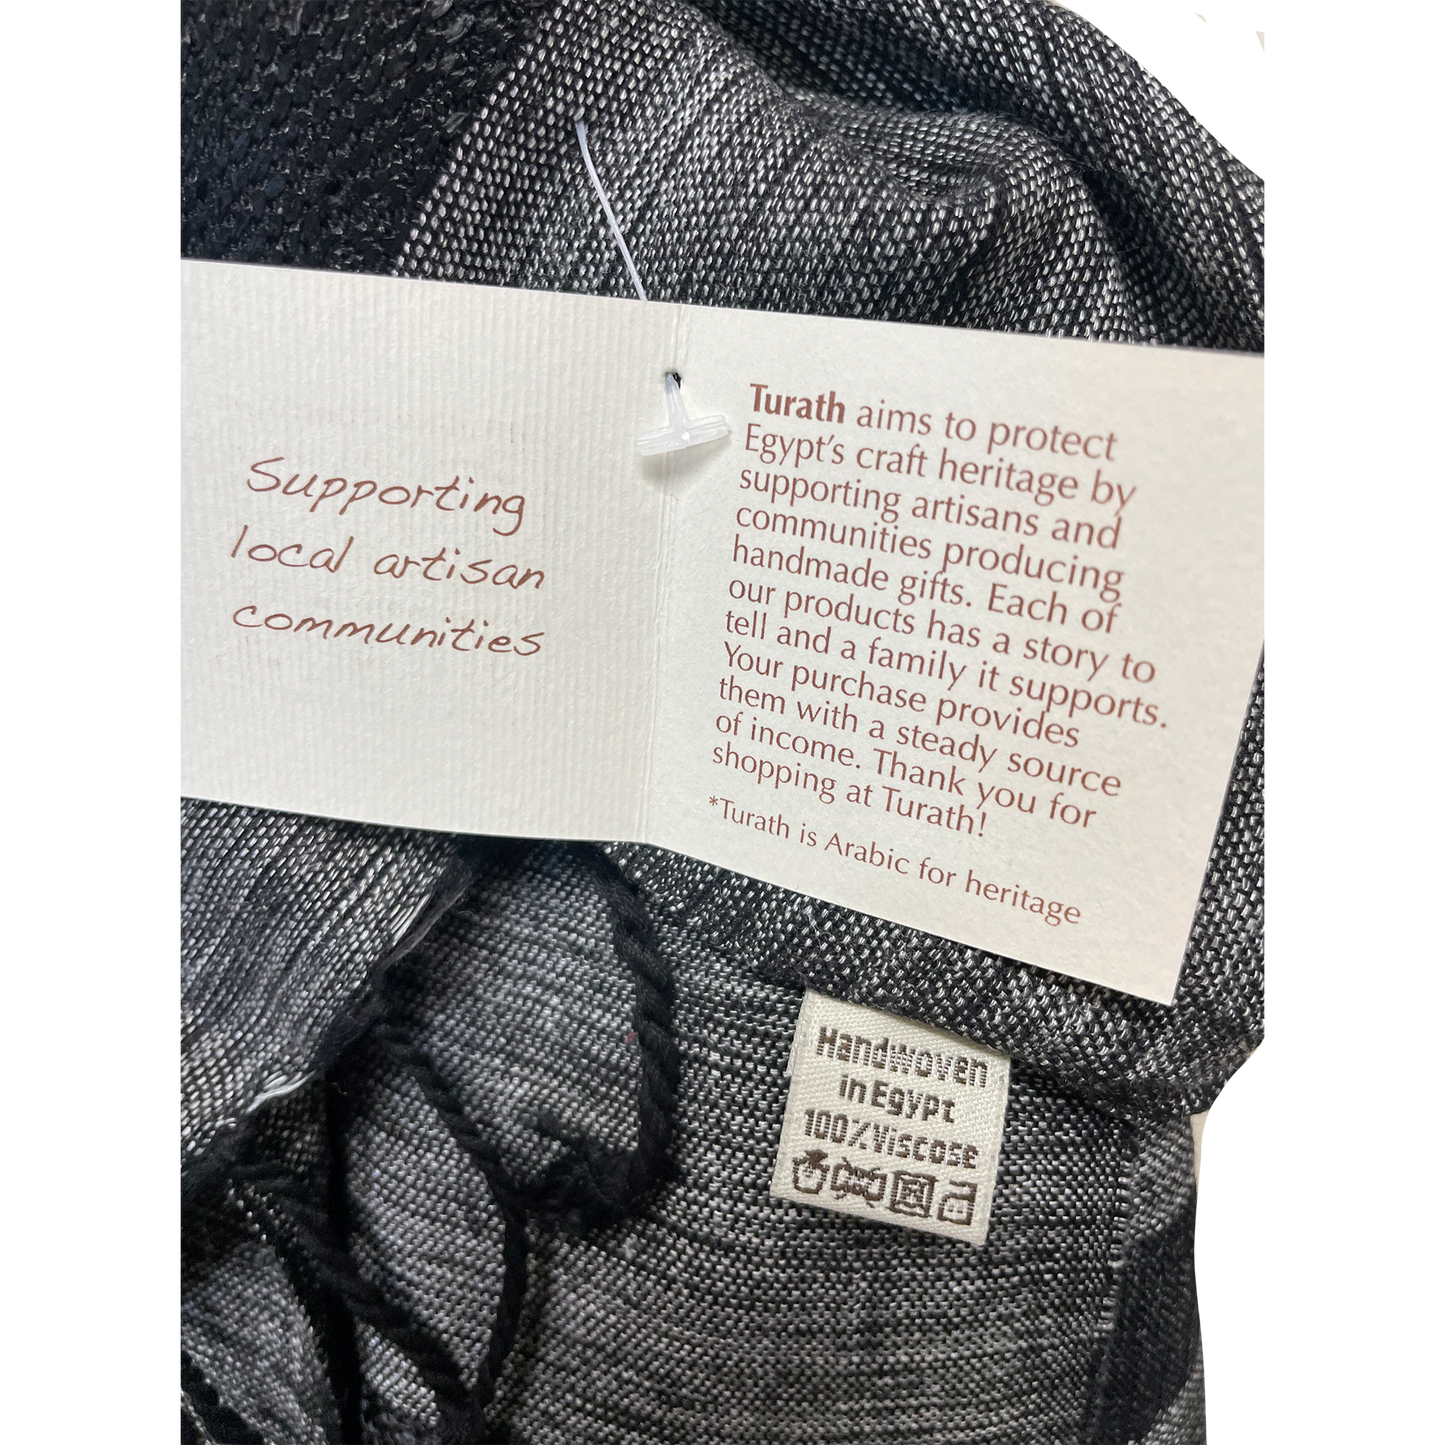 Supporting
local artisan
communities
Turath aims to protect
Egypt's craft heritage by
supporting artisans and
communities producing
handmade gifts. Each of
our products has a story to
tell and a family it supports.
Your purchase provides
them with a steady source
of income. Thank you for
shopping at Turath!
*Turath is Arabic for heritage
Handwoven
in Egypt
100%Viscose